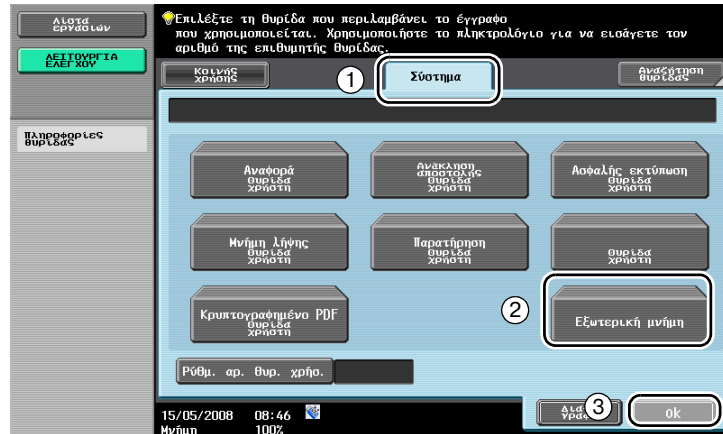 Λίστα
εργασιών
ΛΕΙΤΟΥΡΓΙΑ
ΕΛΕΓΧΟΥ
Πληροφορίες
θυρίδας
Επιλέξτε τη θυρίδα που περιλαμβάνει το έγγραφο
που χρησιμοποιείται. Χρησιμοποιήστε το πληκτρολόγιο για να εισάγετε τον
αριθμό της επιθυμητής θυρίδας.
Κοινής
χρήσης
1
Σύστημα
Αναζήτηση
θυρίδας
Αναφορά
θυρίδα
χρήστη
Ανάκληση
αποστολής
θυρίδα
χρήστη
Ασφαλής εκτύπωση
θυρίδα
χρήστη
Μνήμη λήψης
θυρίδα
χρήστη
Παρατήρηση
θυρίδα
χρήστη
θυρίδα
χρήστη
Κρυπτογραφημένο PDF
θυρίδα
χρήστη
2
Εξωτερική μνήμη
Ρύθμ. αρ. θυρ. χρήσ.
15/05/2008 08:46
Μνήμη 100%
3
ok